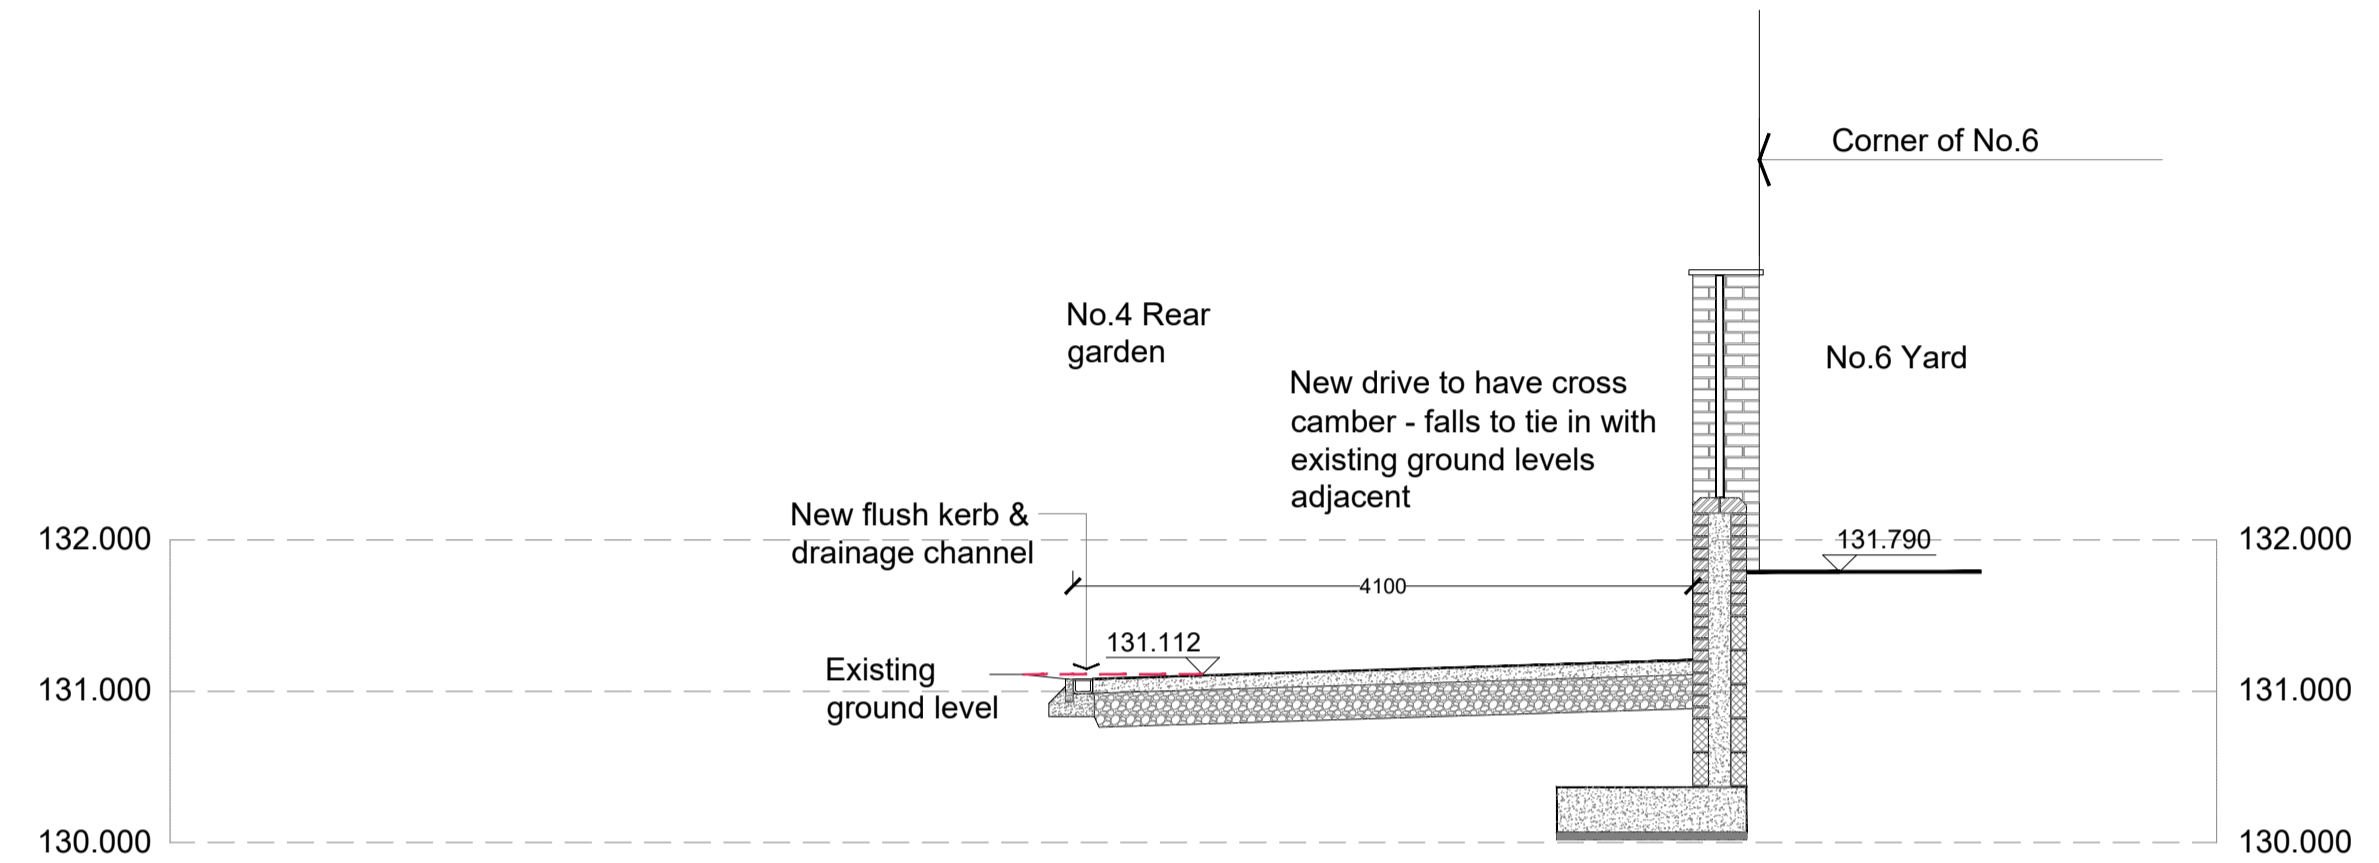 Corner of No.6
No.4 Rear
garden
No.6 Yard
New drive to have cross
camber - falls to tie in with
existing ground levels
adjacent
New flush kerb &
drainage channel
132.000
131.790
132.000
4100
131.112
Existing
ground level
131.000
131.000
130.000
130.000